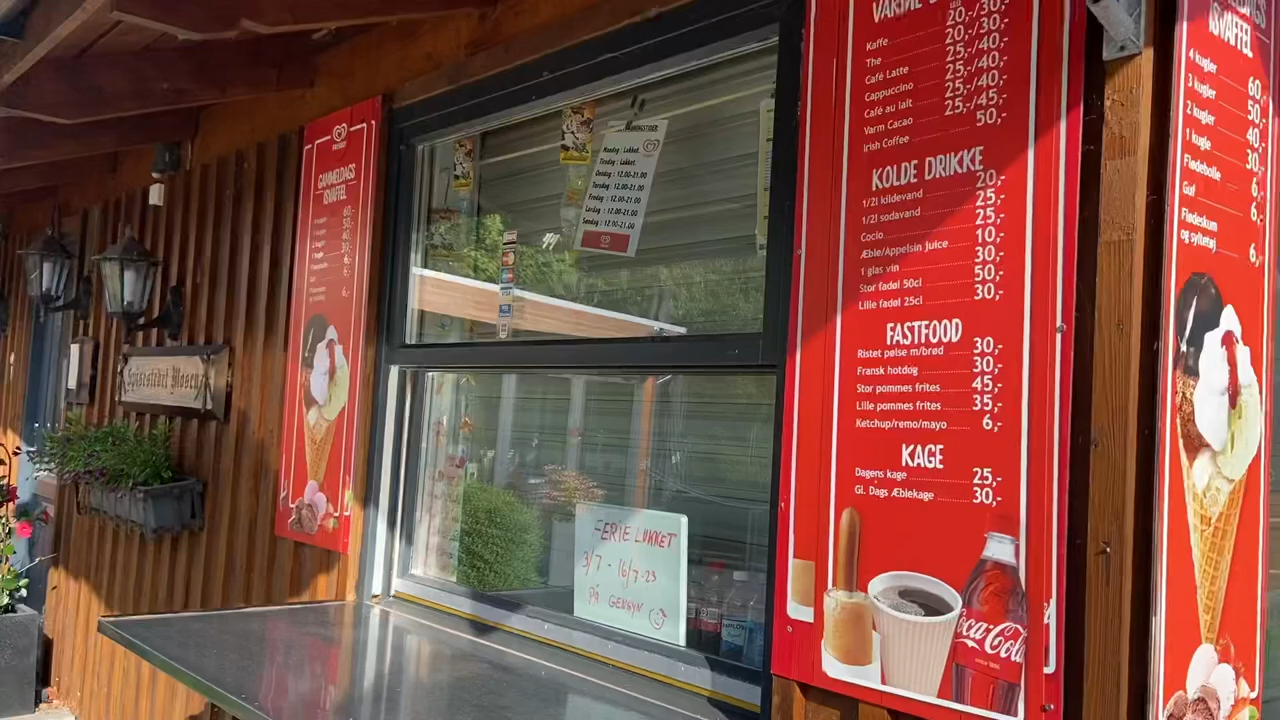 GAMMELDAGS
ISVAFFEL
Spisestedet Mosen
ÅBNINGSTIDER
Mandag : Lukket.
Tirsdag : Lukket.
Onsdag : 12.00-21.00
Torsdag : 12.00-21.00
Fredag : 12.00-21.00
Lørdag : 12.00-21.00
Søndag : 12.00-21.00
VISA
FERIE LUKKET
3/7 - 16/7-23
PÅ GENSYN
VARME
20,-/30,-
Kaffe 20,-/30,-
The 25,-/40,-
Café Latte 25,-/40,-
Cappuccino 25,-/40,-
Café au lalt 25,-/45,-
Varm Cacao 50,-
Irish Coffee
KOLDE DRIKKE
1/2l kildevand 20,-
1/2l sodavand 25,-
Cocio 25,-
Æble/Appelsin juice 10,-
1 glas vin 30,-
Stor fadøl 50cl 50,-
Lille fadøl 25cl 30,-
FASTFOOD
Ristet pølse m/brød 30,-
Fransk hotdog 30,-
Stor pommes frites 45,-
Lille pommes frites 35,-
Ketchup/remo/mayo 6,-
KAGE
Dagens kage 25,-
Gl. Dags Æblekage 30,-
Coca-Cola
ISVAFFEL
4 kugler 60,-
3 kugler 50,
2 kugler 40,
1 kugle 30
Flødebolle 6,
Guf 6,
Flødeskum
og syltetøj 6,